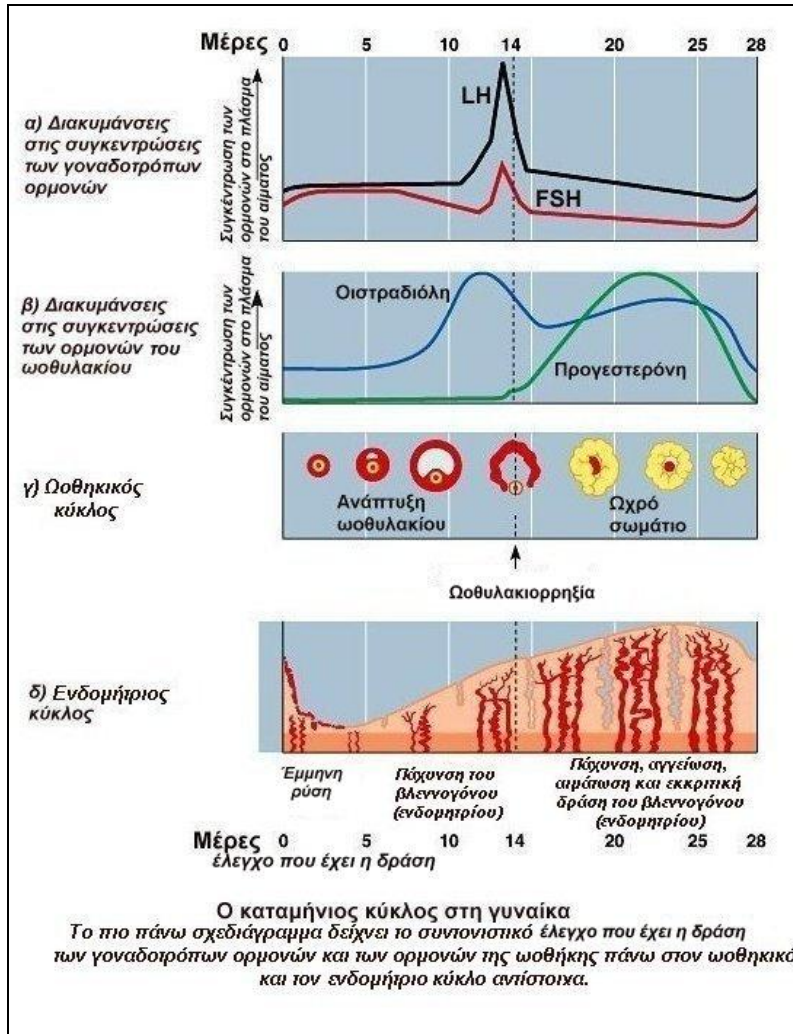 Μέρες 0 5 10 14 20 25 28
α) Διακυμάνσεις
στις συγκεντρώσεις
των γοναδοτρόπων
ορμονών
Συγκέντρωση των
ορμονών στο πλάσμα
του αίματος
LH
FSH
β) Διακυμάνσεις
στις συγκεντρώσεις
των ορμονών του
ωοθυλακίου
Συγκέντρωση των
ορμονών στο πλάσμα
του αίματος
Οιστραδιόλη
Προγεστερόνη
γ) Ωοθηκικός
κύκλος
Ανάπτυξη
ωοθυλακίου
Ωχρό
σωμάτιο
Ωοθυλακιορρηξία
δ) Ενδομήτριος
κύκλος
Έμμηνη
ρύση
Πάχυνση του
βλεννογόνου
(ενδομητρίου)
Πάχυνση, αγγείωση,
αιμάτωση και εκκριτική
δράση του βλεννογόνου
(ενδομητρίου)
Μέρες 0 5 10 14 20 25 28
έλεγχο που έχει η δράση
Ο καταμήνιος κύκλος στη γυναίκα
Το πιο πάνω σχεδιάγραμμα δείχνει το συντονιστικό έλεγχο που έχει η δράση
των γοναδοτρόπων ορμονών και των ορμονών της ωοθήκης πάνω στον ωοθηκικό
και τον ενδομήτριο κύκλο αντίστοιχα.